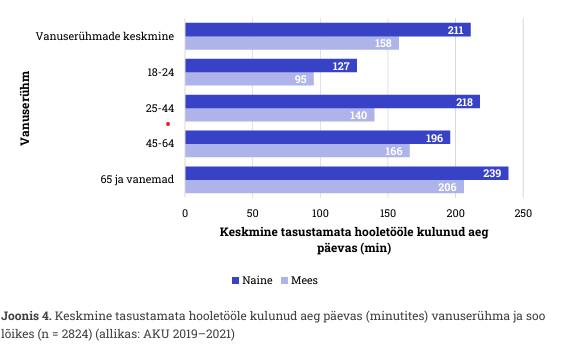 Vanuserühm
Vanuserühmade keskmine
211
158
18-24
127
95
25-44
218
140
45-64
196
166
65 ja vanemad
239
206
0 50 100 150 200 250
Keskmine tasustamata hooletööle kulunud aeg
päevas (min)
Naine Mees
Joonis 4. Keskmine tasustamata hooletööle kulunud aeg päevas (minutites) vanuserühma ja soo
lõikes (n = 2824) (allikas: AKU 2019–2021)